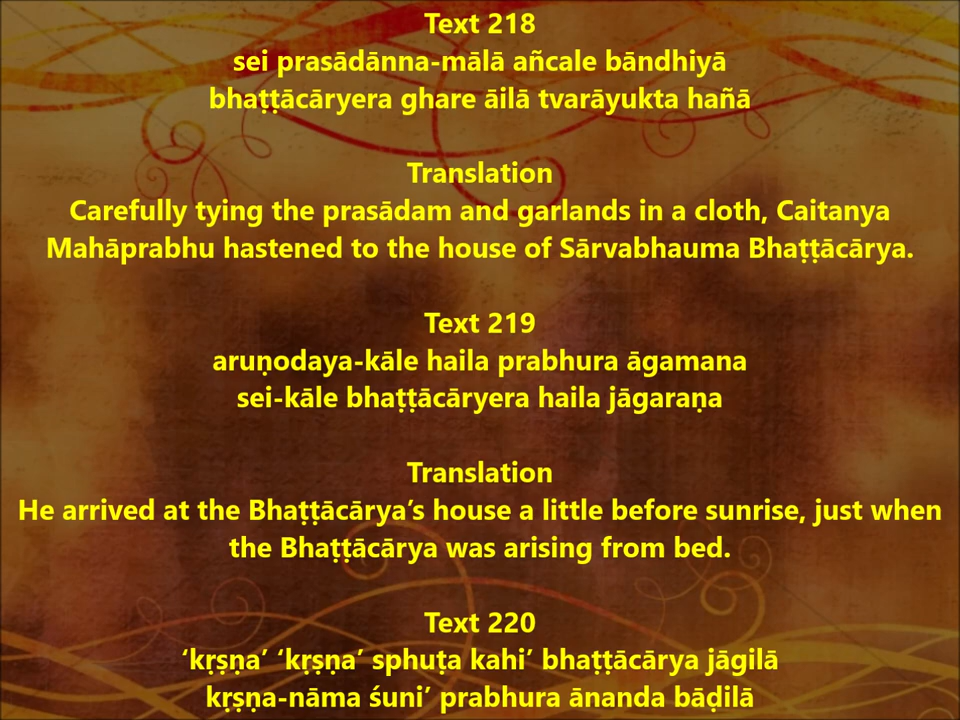 Text 218
sei prasādānna-mālā añcale bāndhiyā
bhaṭṭācāryera ghare āilā tvarāyukta hañā
Translation
Carefully tying the prasādam and garlands in a cloth, Caitanya
Mahāprabhu hastened to the house of Sārvabhauma Bhaṭṭācārya.
Text 219
aruṇodaya-kāle haila prabhura āgamana
sei-kāle bhaṭṭācāryera haila jāgaraṇa
Translation
He arrived at the Bhaṭṭācārya’s house a little before sunrise, just when
the Bhaṭṭācārya was arising from bed.
Text 220
‘kṛṣṇa’ ‘kṛṣṇa’ sphuṭa kahi’ bhaṭṭācārya jāgilā
kṛṣṇa-nāma śuni’ prabhura ānanda bāḍilā